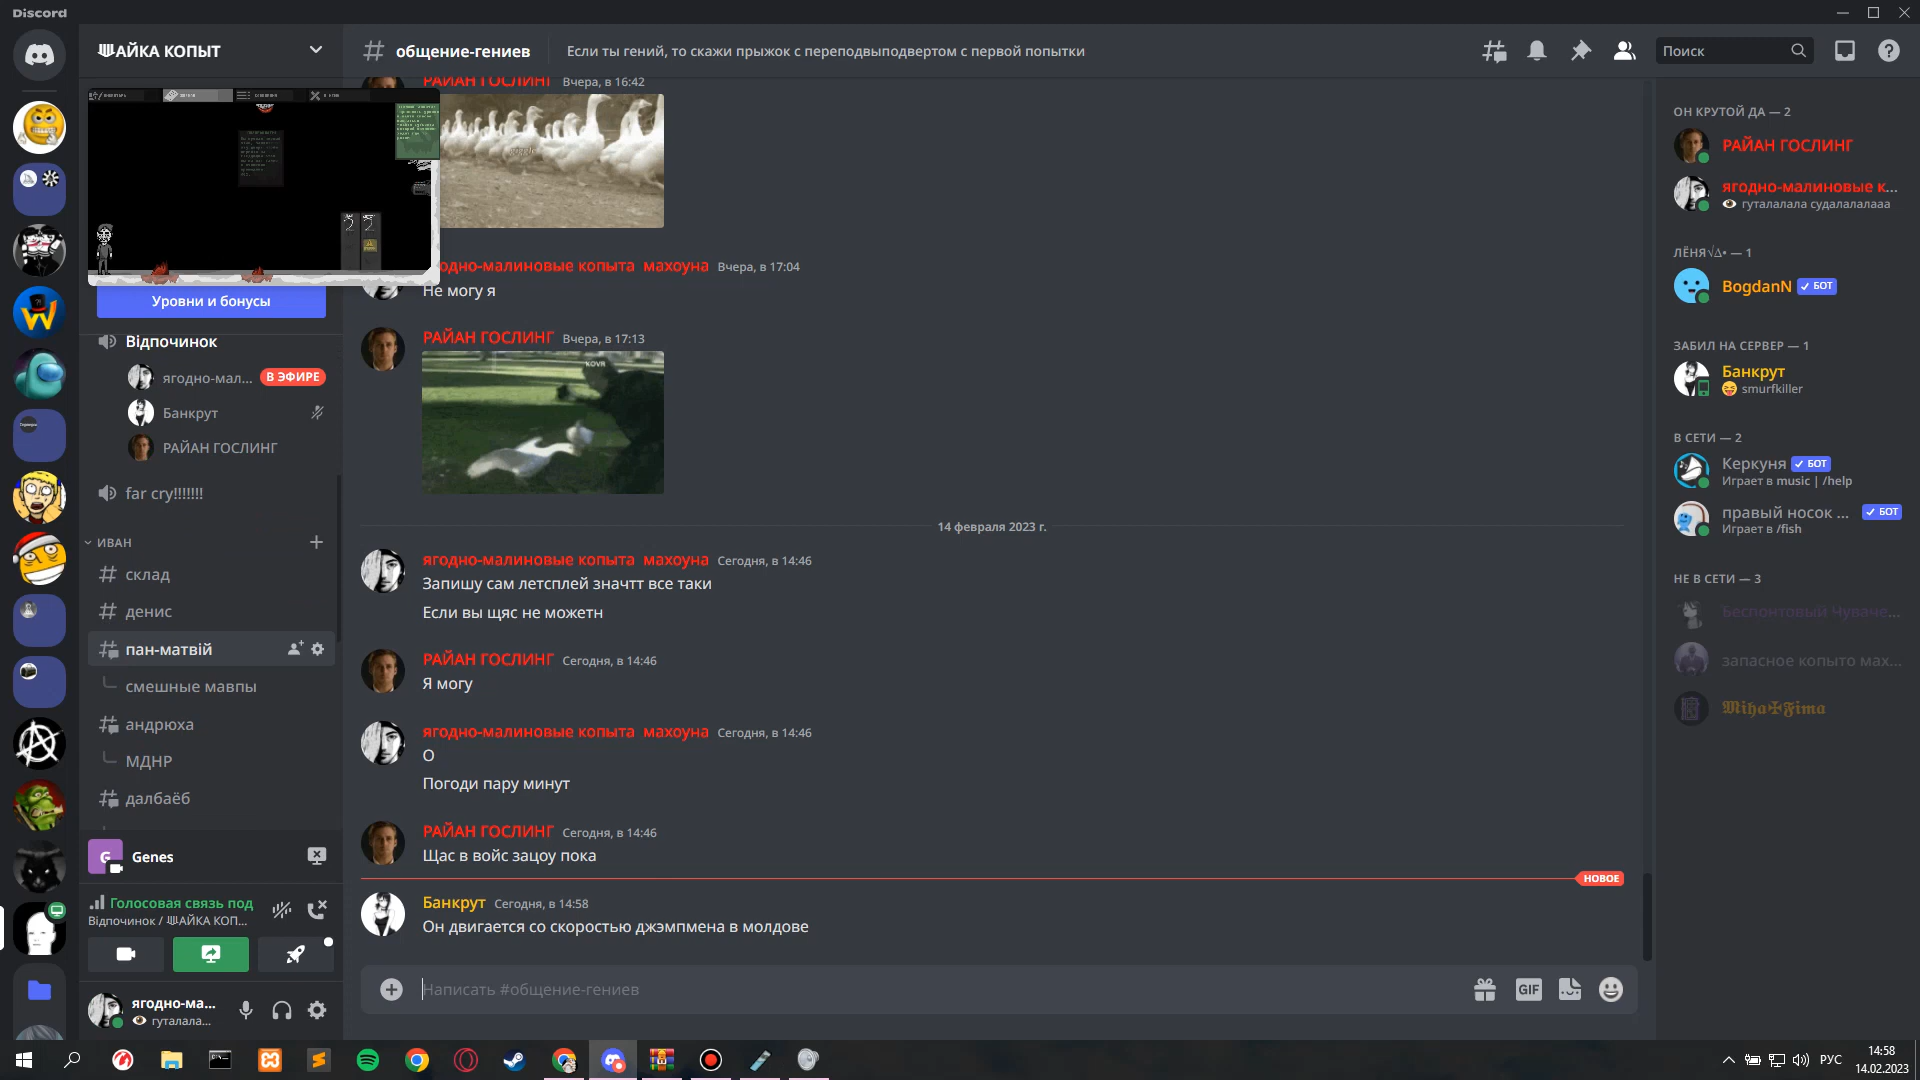 Discord
ШАЙКА КОПЫТ
общение-гениев
Если ты гений, то скажи прыжок с переподвыподвертом с первой попытки
Поиск
Уровни и бонусы
Відпочинок
ягодно-мал...
В ЭФИРЕ
Банкрут
РАЙАН ГОСЛИНГ
far cry!!!!!!!
ИВАН
склад
денис
пан-матвій
смешные мавпы
андрюха
МДНР
далбаёб
G Genes
Голосовая связь под
Відпочинок / ШАЙКА КОП...
ягодно-ма...
гуталала...
РАЙАН ГОСЛИНГ Вчера, в 16:42
одно-малиновые копыта махоуна Вчера, в 17:04
Не могу я
РАЙАН ГОСЛИНГ Вчера, в 17:13
KOVR
14 февраля 2023 г.
ягодно-малиновые копыта махоуна Сегодня, в 14:46
Запишу сам летсплей значтт все таки
Если вы щяс не можетн
РАЙАН ГОСЛИНГ Сегодня, в 14:46
Я могу
ягодно-малиновые копыта махоуна Сегодня, в 14:46
О
Погоди пару минут
РАЙАН ГОСЛИНГ Сегодня, в 14:46
Щас в войс зацоу пока
НОВОЕ
Банкрут Сегодня, в 14:58
Он двигается со скоростью джэмпмена в молдове
Написать #общение-гениев
GIF
ОН КРУТОЙ ДА — 2
РАЙАН ГОСЛИНГ
ягодно-малиновые к...
гуталалала судалалалааа
ЛЁНЯ√Δ• — 1
BogdanN БОТ
ЗАБИЛ НА СЕРВЕР — 1
Банкрут
smurfkiller
В СЕТИ — 2
Керкуня БОТ
Играет в music | /help
правый носок ... БОТ
Играет в /fish
НЕ В СЕТИ — 3
Беспонтовый Чуваче...
запасное копыто мах...
Miha✠Fima
РУС
14:58
14.02.2023